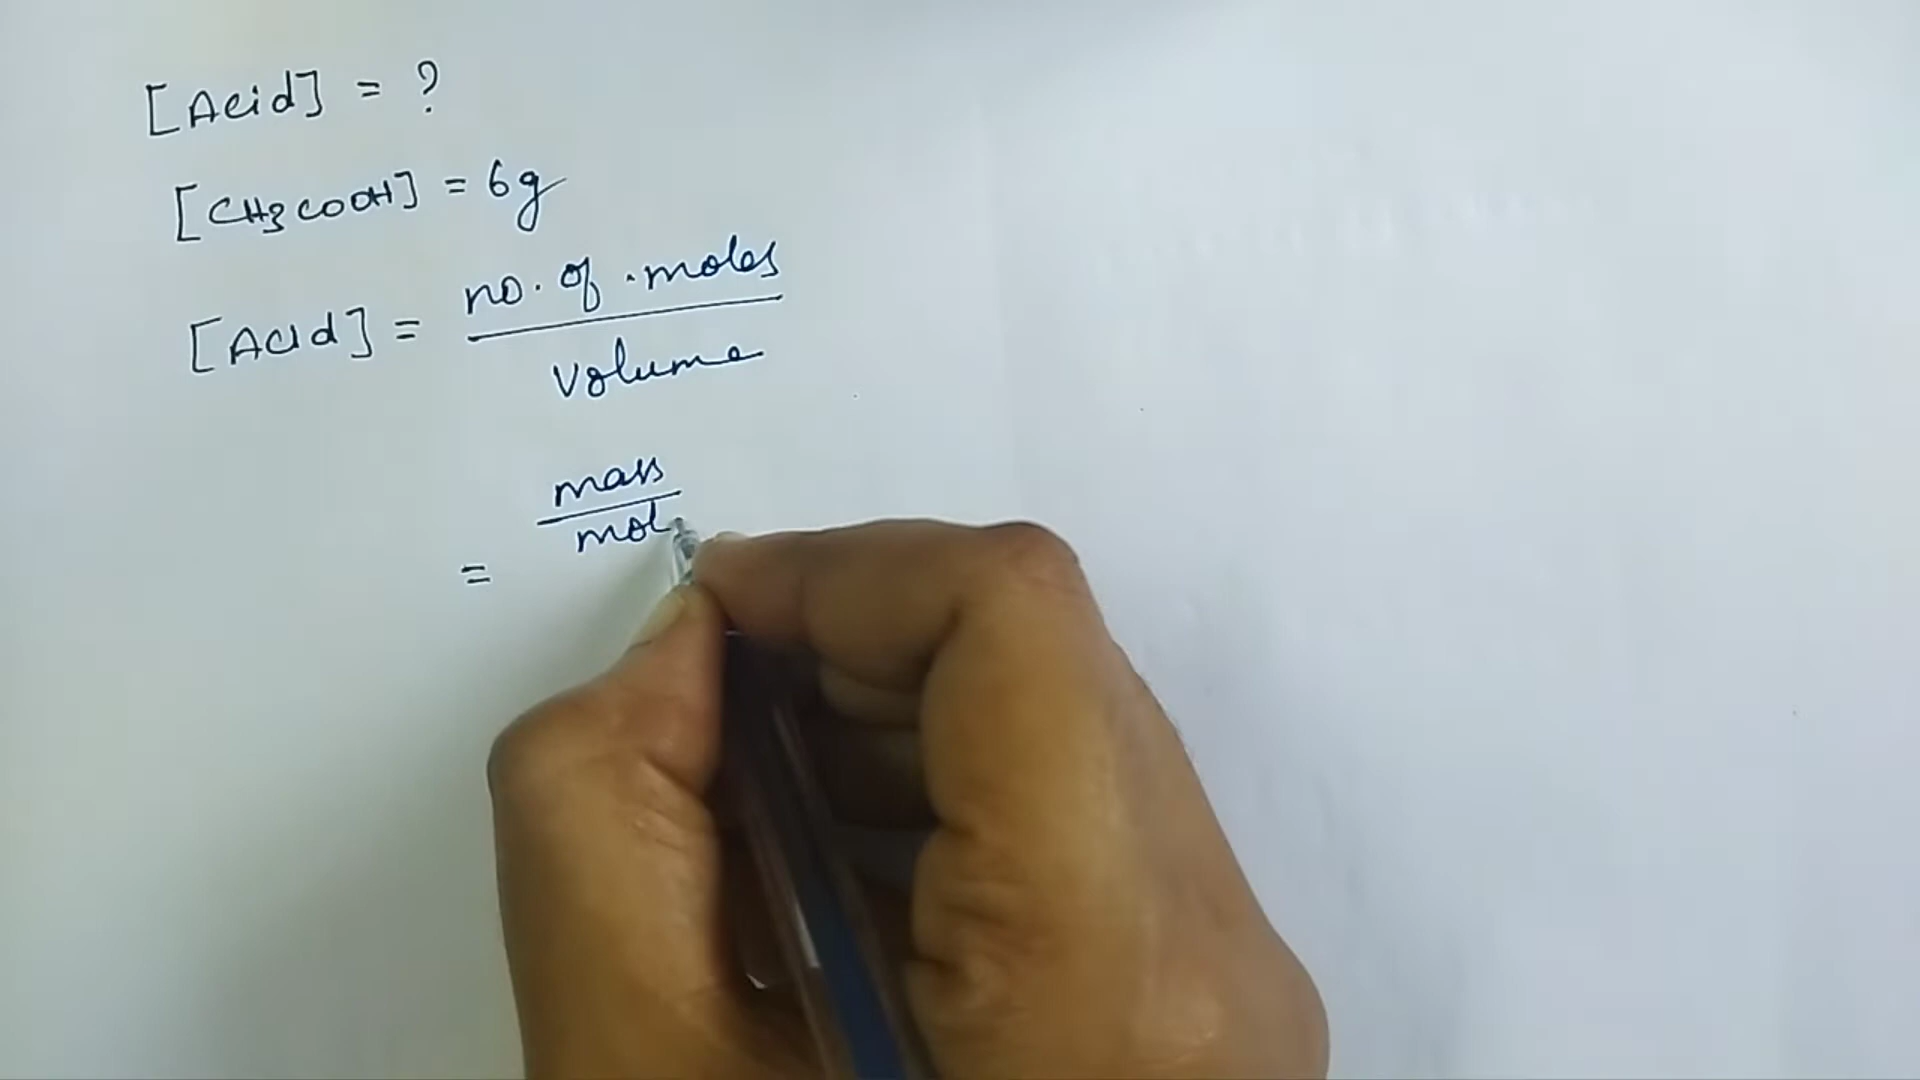 [Acid] = ?
[CH3COOH] = 6g
[Acid] = no. of . moles
volume
mass
mol
=